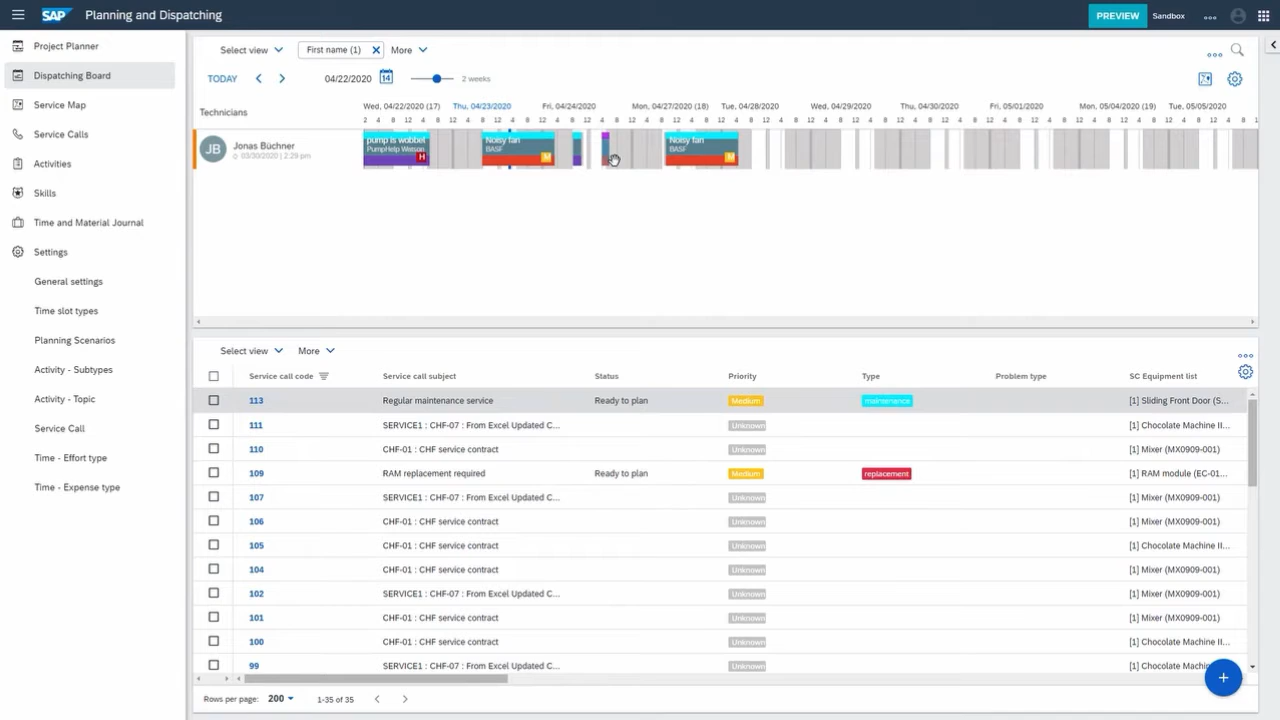 SAP Planning and Dispatching PREVIEW Sandbox
Project Planner
Dispatching Board
Service Map
Service Calls
Activities
Skills
Time and Material Journal
Settings
General settings
Time slot types
Planning Scenarios
Activity - Subtypes
Activity - Topic
Service Call
Time - Effort type
Time - Expense type
Select view First name (1) More
TODAY 04/22/2020 14 2 weeks
Technicians
Wed, 04/22/2020 (17) Thu, 04/23/2020 Fri, 04/24/2020 Mon, 04/27/2020 (18) Tue, 04/28/2020 Wed, 04/29/2020 Thu, 04/30/2020 Fri, 05/01/2020 Mon, 05/04/2020 (19) Tue, 05/05/2020
JB Jonas Büchner
03/30/2020 | 2:29 pm
pump is wobbel
PumpHelp Watson
H
Noisy fan
BASF
M
Noisy fan
BASF
M
Select view More
Service call code Service call subject Status Priority Type Problem type SC Equipment list
113 Regular maintenance service Ready to plan Medium maintenance [1] Sliding Front Door (S...
111 SERVICE1 : CHF-07 : From Excel Updated C... Unknown [1] Chocolate Machine II...
110 CHF-01 : CHF service contract Unknown [1] Mixer (MX0909-001)
109 RAM replacement required Ready to plan Medium replacement [1] RAM module (EC-01...
107 SERVICE1 : CHF-07 : From Excel Updated C... Unknown [1] Mixer (MX0909-001)
106 CHF-01 : CHF service contract Unknown [1] Mixer (MX0909-001)
105 CHF-01 : CHF service contract Unknown [1] Chocolate Machine II...
104 CHF-01 : CHF service contract Unknown [1] Mixer (MX0909-001)
102 SERVICE1 : CHF-07 : From Excel Updated C... Unknown [1] Mixer (MX0909-001)
101 CHF-01 : CHF service contract Unknown [1] Mixer (MX0909-001)
100 CHF-01 : CHF service contract Unknown [1] Chocolate Machine II...
99 SERVICE1 : CHF-07 : From Excel Updated C... Unknown [1] Chocolate
Rows per page: 200 1-35 of 35